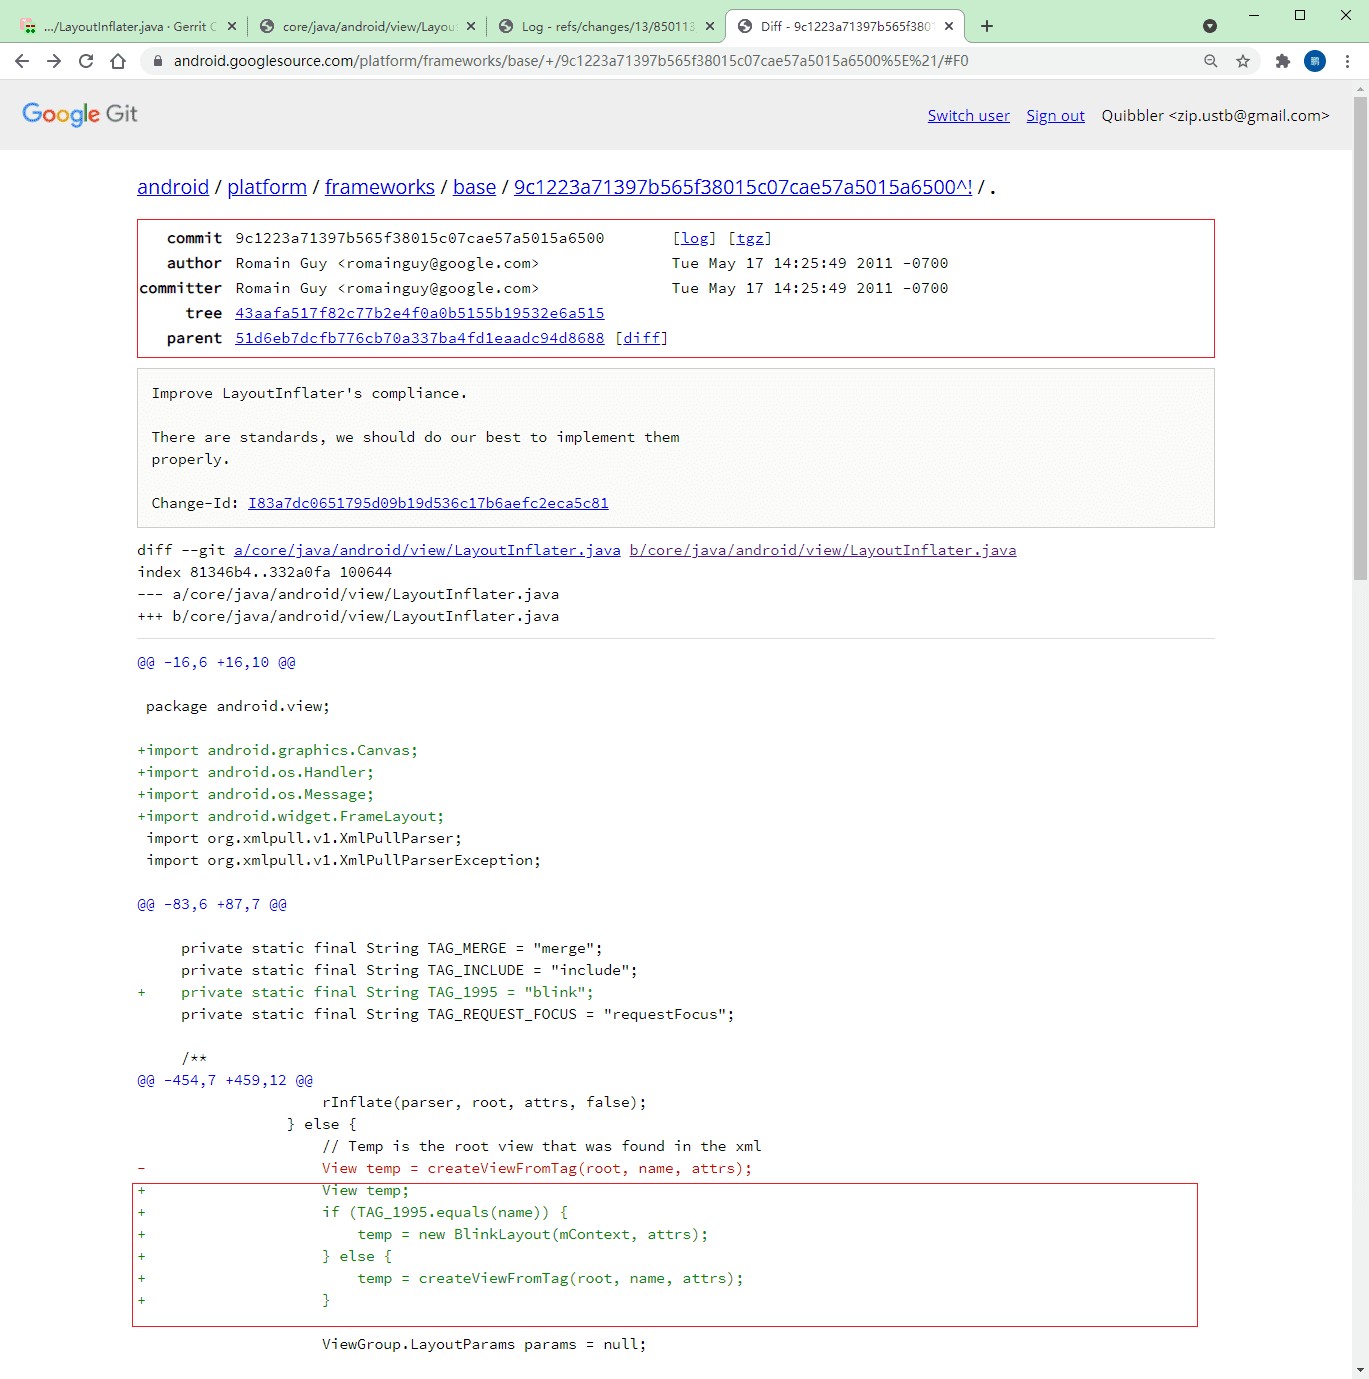 .../LayoutInflater.java · Gerrit C
core/java/android/view/Layou
Log - refs/changes/13/850113
Diff - 9c1223a71397b565f3801
android.googlesource.com/platform/frameworks/base/+/9c1223a71397b565f38015c07cae57a5015a6500%5E%21/#F0
鹏
Google Git
Switch user Sign out Quibbler <zip.ustb@gmail.com>
android / platform / frameworks / base / 9c1223a71397b565f38015c07cae57a5015a6500^! / .
commit 9c1223a71397b565f38015c07cae57a5015a6500 [log] [tgz]
author Romain Guy <romainguy@google.com> Tue May 17 14:25:49 2011 -0700
committer Romain Guy <romainguy@google.com> Tue May 17 14:25:49 2011 -0700
tree 43aafa517f82c77b2e4f0a0b5155b19532e6a515
parent 51d6eb7dcfb776cb70a337ba4fd1eaadc94d8688 [diff]
Improve LayoutInflater's compliance.
There are standards, we should do our best to implement them
properly.
Change-Id: I83a7dc0651795d09b19d536c17b6aefc2eca5c81
diff --git a/core/java/android/view/LayoutInflater.java b/core/java/android/view/LayoutInflater.java
index 81346b4..332a0fa 100644
--- a/core/java/android/view/LayoutInflater.java
+++ b/core/java/android/view/LayoutInflater.java
@@ -16,6 +16,10 @@
package android.view;
+import android.graphics.Canvas;
+import android.os.Handler;
+import android.os.Message;
+import android.widget.FrameLayout;
import org.xmlpull.v1.XmlPullParser;
import org.xmlpull.v1.XmlPullParserException;
@@ -83,6 +87,7 @@
private static final String TAG_MERGE = "merge";
private static final String TAG_INCLUDE = "include";
+    private static final String TAG_1995 = "blink";
private static final String TAG_REQUEST_FOCUS = "requestFocus";
/**
@@ -454,7 +459,12 @@
rInflate(parser, root, attrs, false);
} else {
// Temp is the root view that was found in the xml
-                    View temp = createViewFromTag(root, name, attrs);
+                    View temp;
+                    if (TAG_1995.equals(name)) {
+                        temp = new BlinkLayout(mContext, attrs);
+                    } else {
+                        temp = createViewFromTag(root, name, attrs);
+                    }
ViewGroup.LayoutParams params = null;